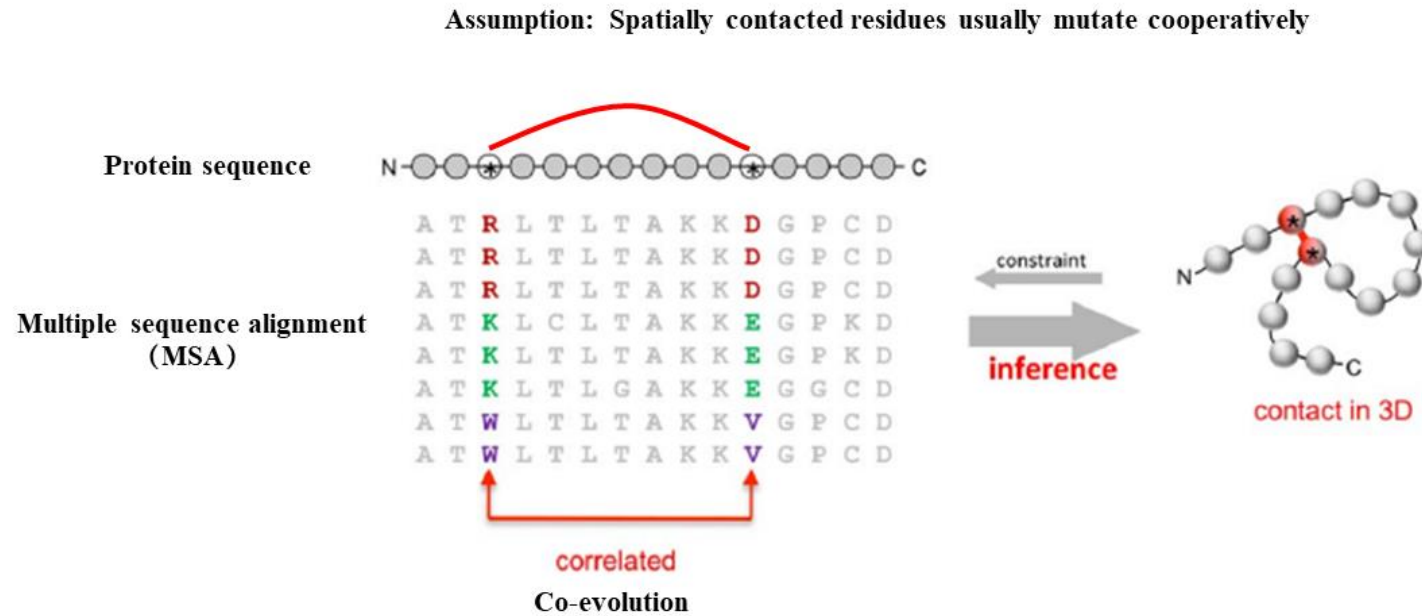 Assumption: Spatially contacted residues usually mutate cooperatively
Protein sequence
N * * C
Multiple sequence alignment
（MSA）
A T R L T L T A K K D G P C D
A T R L T L T A K K D G P C D
A T R L T L T A K K D G P C D
A T K L C L T A K K E G P K D
A T K L T L T A K K E G P K D
A T K L T L G A K K E G G C D
A T W L T L T A K K V G P C D
A T W L T L T A K K V G P C D
correlated
Co-evolution
constraint
inference
N * * C
contact in 3D